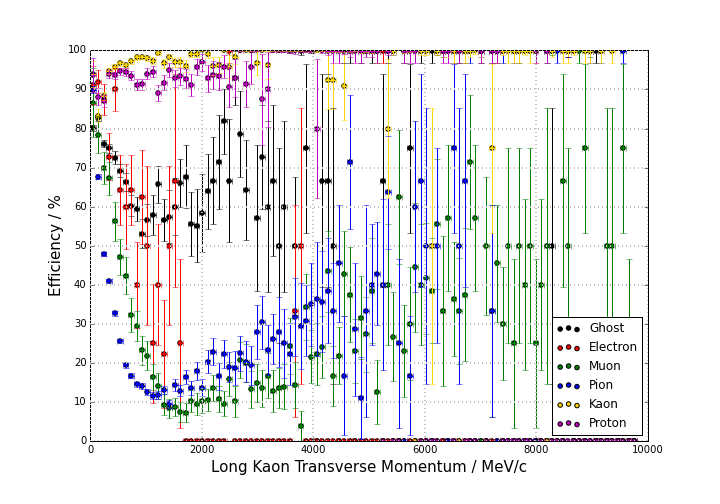 100
90
80
70
60
50
40
30
20
10
0
Efficiency / %
0 2000 4000 6000 8000 10000
Long Kaon Transverse Momentum / MeV/c
Ghost
Electron
Muon
Pion
Kaon
Proton